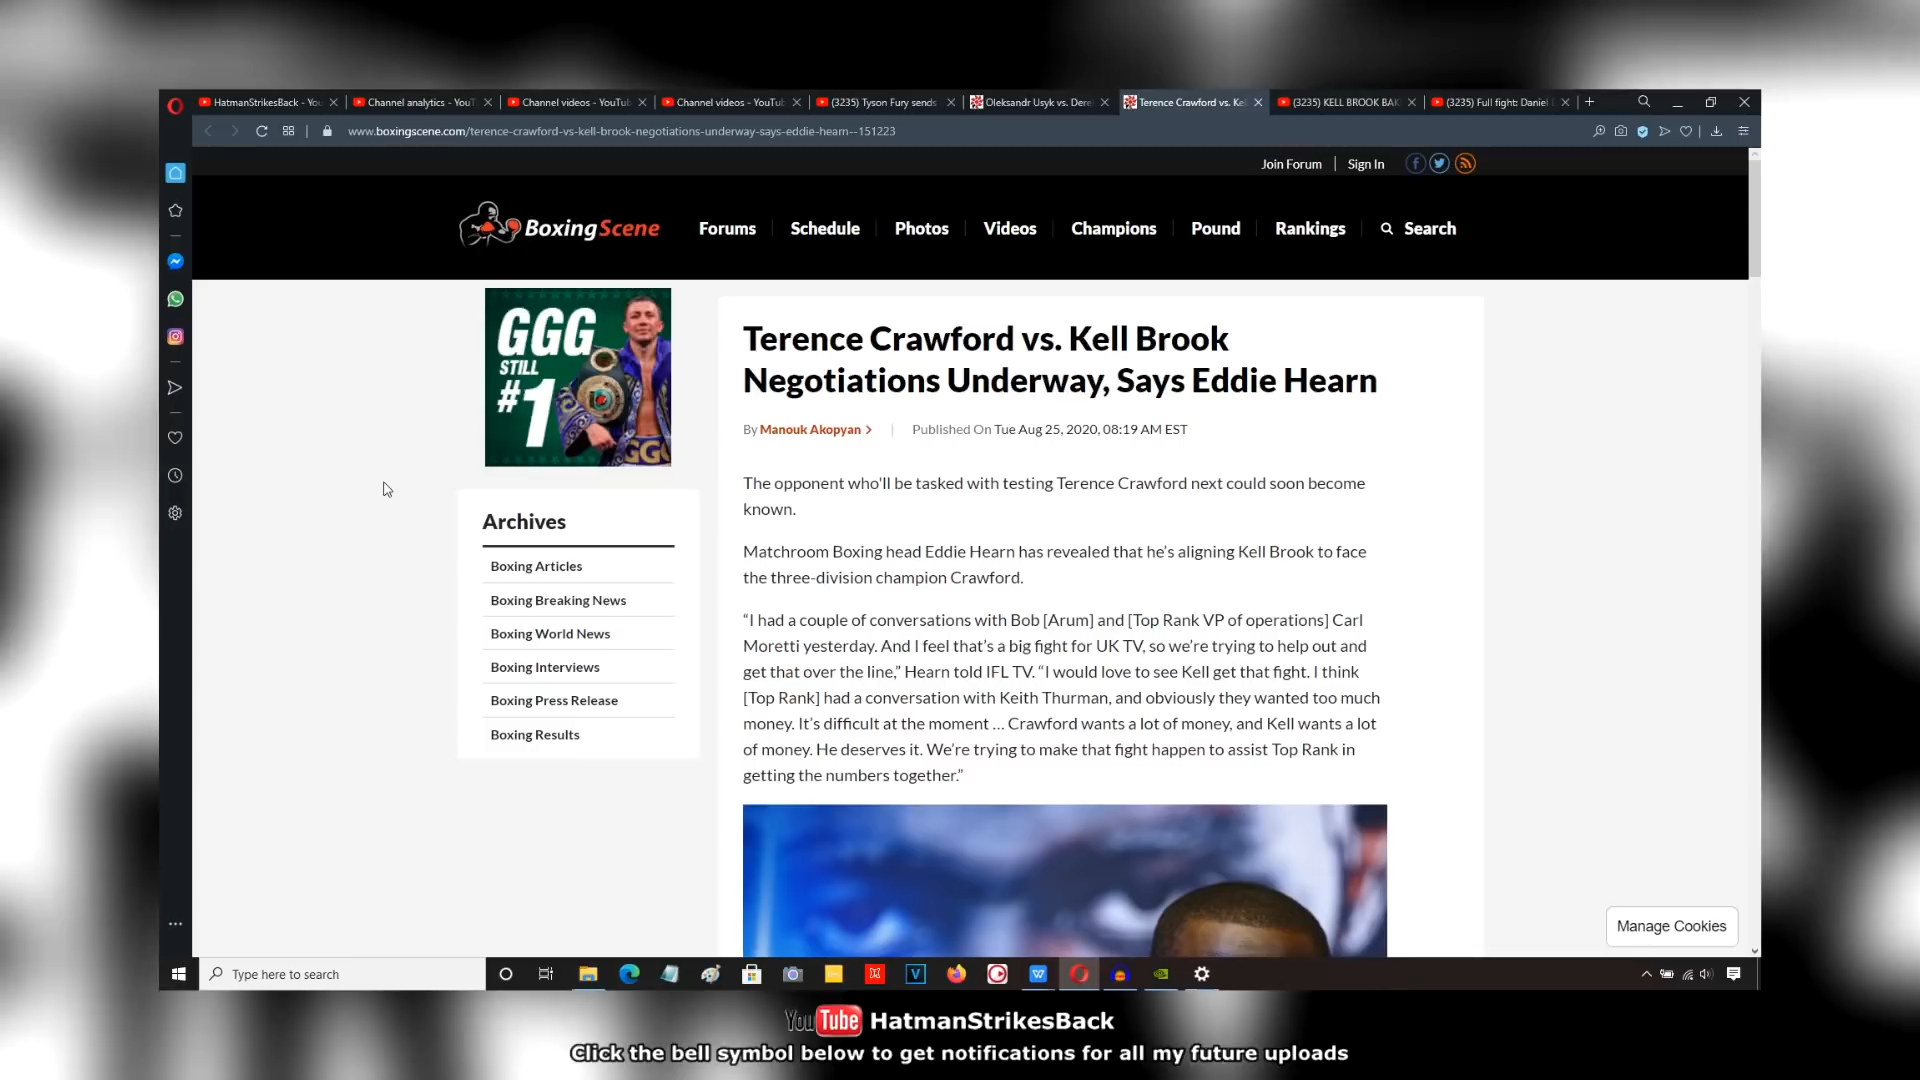 HatmanStrikesBack - You
Channel analytics - YouT
Channel videos - YouTub
Channel videos - YouTub
(3235) Tyson Fury sends
Oleksandr Usyk vs. Dere
Terence Crawford vs. Kel
(3235) KELL BROOK BAK
(3235) Full fight: Daniel
www.boxingscene.com/terence-crawford-vs-kell-brook-negotiations-underway-says-eddie-hearn--151223
Join Forum | Sign In
BoxingScene
Forums
Schedule
Photos
Videos
Champions
Pound
Rankings
Search
GGG
STILL
#1
Archives
Boxing Articles
Boxing Breaking News
Boxing World News
Boxing Interviews
Boxing Press Release
Boxing Results
Terence Crawford vs. Kell Brook
Negotiations Underway, Says Eddie Hearn
By Manouk Akopyan > | Published On Tue Aug 25, 2020, 08:19 AM EST
The opponent who'll be tasked with testing Terence Crawford next could soon become
known.
Matchroom Boxing head Eddie Hearn has revealed that he's aligning Kell Brook to face
the three-division champion Crawford.
“I had a couple of conversations with Bob [Arum] and [Top Rank VP of operations] Carl
Moretti yesterday. And I feel that's a big fight for UK TV, so we're trying to help out and
get that over the line,” Hearn told IFL TV. “I would love to see Kell get that fight. I think
[Top Rank] had a conversation with Keith Thurman, and obviously they wanted too much
money. It's difficult at the moment … Crawford wants a lot of money, and Kell wants a lot
of money. He deserves it. We're trying to make that fight happen to assist Top Rank in
getting the numbers together.”
Manage Cookies
Type here to search
YouTube HatmanStrikesBack
Click the bell symbol below to get notifications for all my future uploads